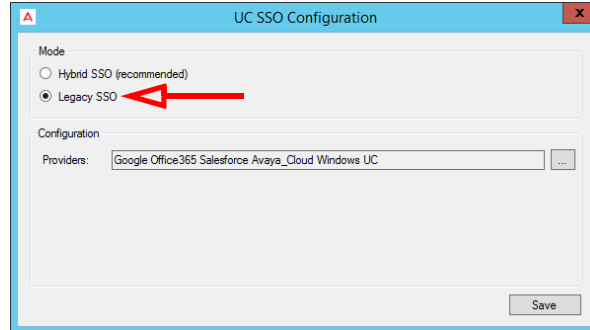 UC SSO Configuration
x
Mode
Hybrid SSO (recommended)
Legacy SSO
Configuration
Providers: Google Office365 Salesforce Avaya_Cloud Windows UC ...
Save